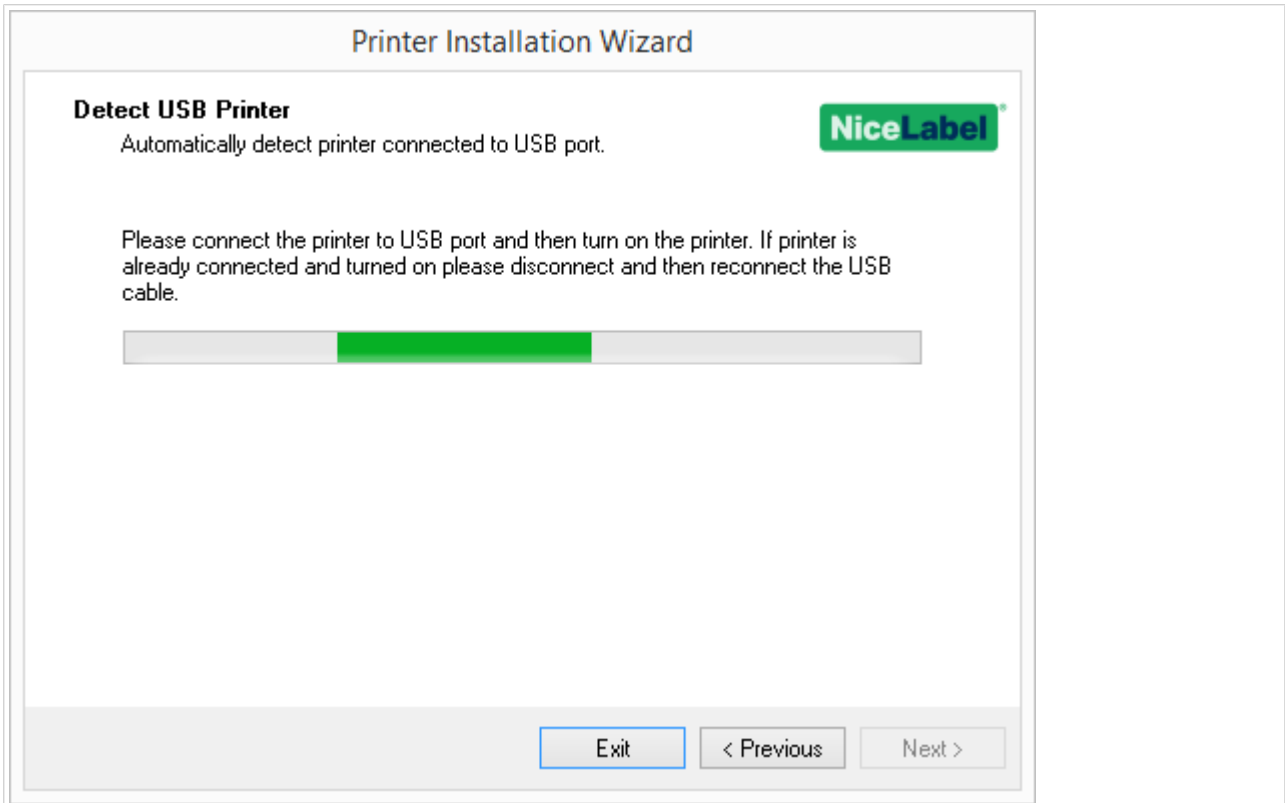 Printer Installation Wizard
Detect USB Printer
Automatically detect printer connected to USB port.
NiceLabel®
Please connect the printer to USB port and then turn on the printer. If printer is
already connected and turned on please disconnect and then reconnect the USB
cable.
Exit
< Previous
Next >